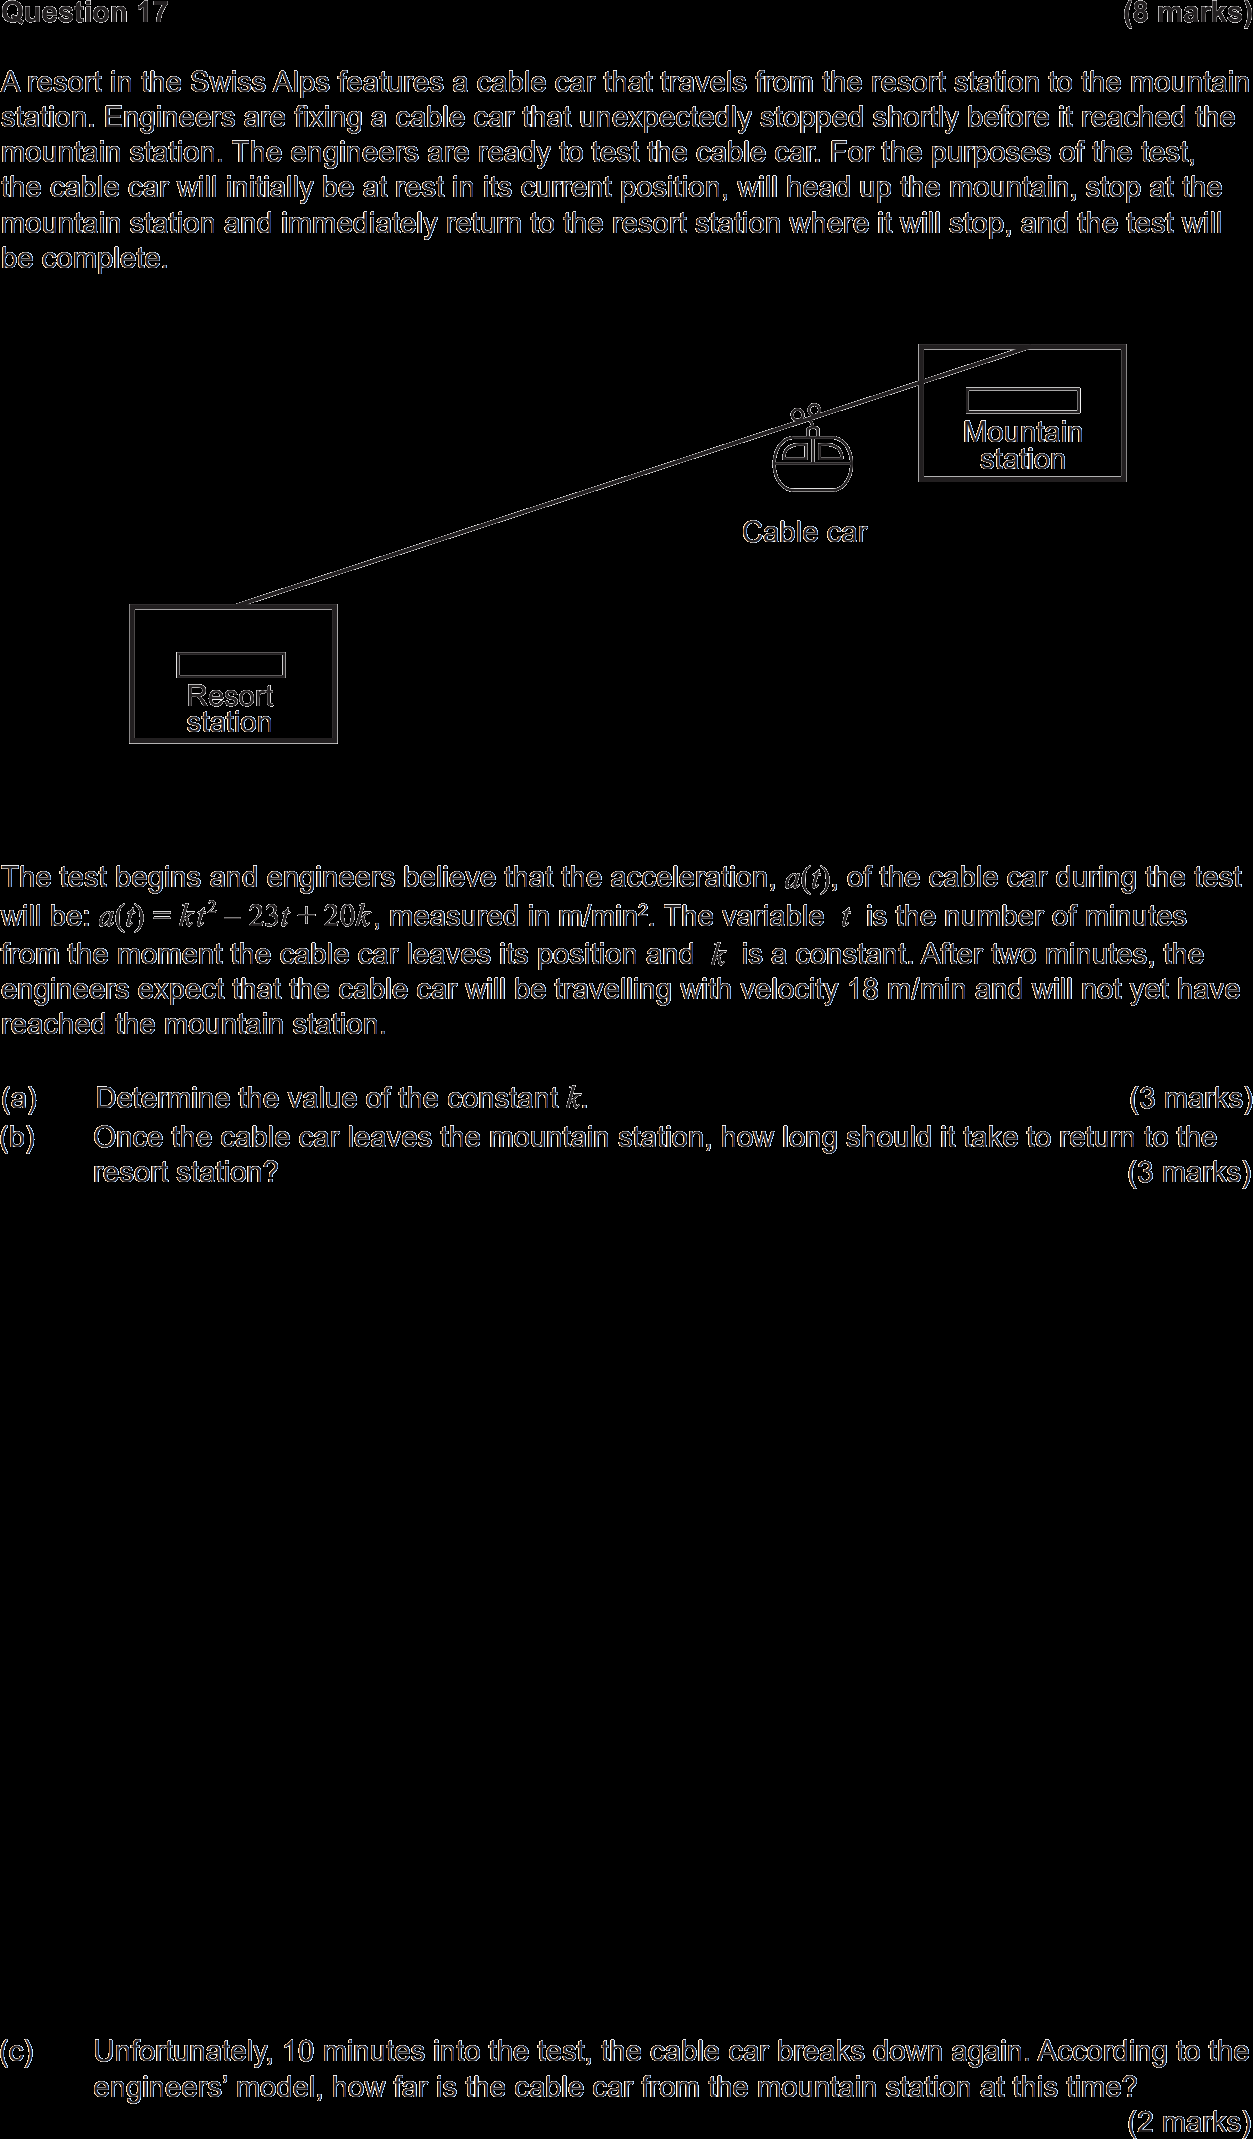 Question 17 (8 marks)
A resort in the Swiss Alps features a cable car that travels from the resort station to the mountain
station. Engineers are fixing a cable car that unexpectedly stopped shortly before it reached the
mountain station. The engineers are ready to test the cable car. For the purposes of the test,
the cable car will initially be at rest in its current position, will head up the mountain, stop at the
mountain station and immediately return to the resort station where it will stop, and the test will
be complete.
Mountain
station
Cable car
Resort
station
The test begins and engineers believe that the acceleration, a(t), of the cable car during the test
will be: a(t) = kt² – 23t + 20k, measured in m/min². The variable t is the number of minutes
from the moment the cable car leaves its position and k is a constant. After two minutes, the
engineers expect that the cable car will be travelling with velocity 18 m/min and will not yet have
reached the mountain station.
(a) Determine the value of the constant k. (3 marks)
(b) Once the cable car leaves the mountain station, how long should it take to return to the
resort station? (3 marks)
(c) Unfortunately, 10 minutes into the test, the cable car breaks down again. According to the
engineers’ model, how far is the cable car from the mountain station at this time?
(2 marks)